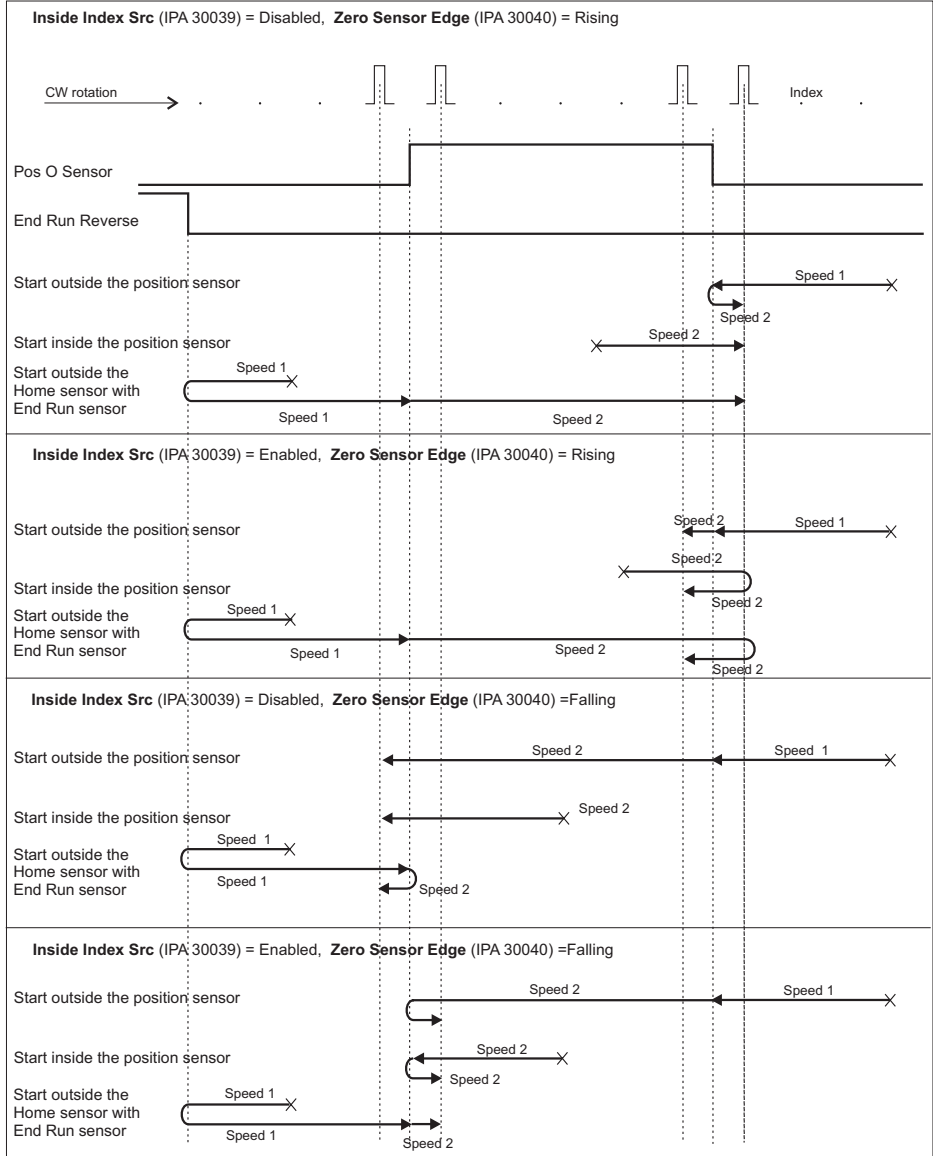 Inside Index Src (IPA 30039) = Disabled, Zero Sensor Edge (IPA 30040) = Rising
CW rotation
Index
Pos O Sensor
End Run Reverse
Start outside the position sensor
Speed 1
Speed 2
Start inside the position sensor
Speed 2
Start outside the
Home sensor with
End Run sensor
Speed 1
Speed 1
Speed 2
Inside Index Src (IPA 30039) = Enabled, Zero Sensor Edge (IPA 30040) = Rising
Start outside the position sensor
Speed 2
Speed 1
Start inside the position sensor
Speed 2
Speed 2
Start outside the
Home sensor with
End Run sensor
Speed 1
Speed 1
Speed 2
Speed 2
Inside Index Src (IPA 30039) = Disabled, Zero Sensor Edge (IPA 30040) =Falling
Start outside the position sensor
Speed 2
Speed 1
Start inside the position sensor
Speed 2
Start outside the
Home sensor with
End Run sensor
Speed 1
Speed 1
Speed 2
Inside Index Src (IPA 30039) = Enabled, Zero Sensor Edge (IPA 30040) =Falling
Start outside the position sensor
Speed 2
Speed 1
Start inside the position sensor
Speed 2
Speed 2
Start outside the
Home sensor with
End Run sensor
Speed 1
Speed 1
Speed 2